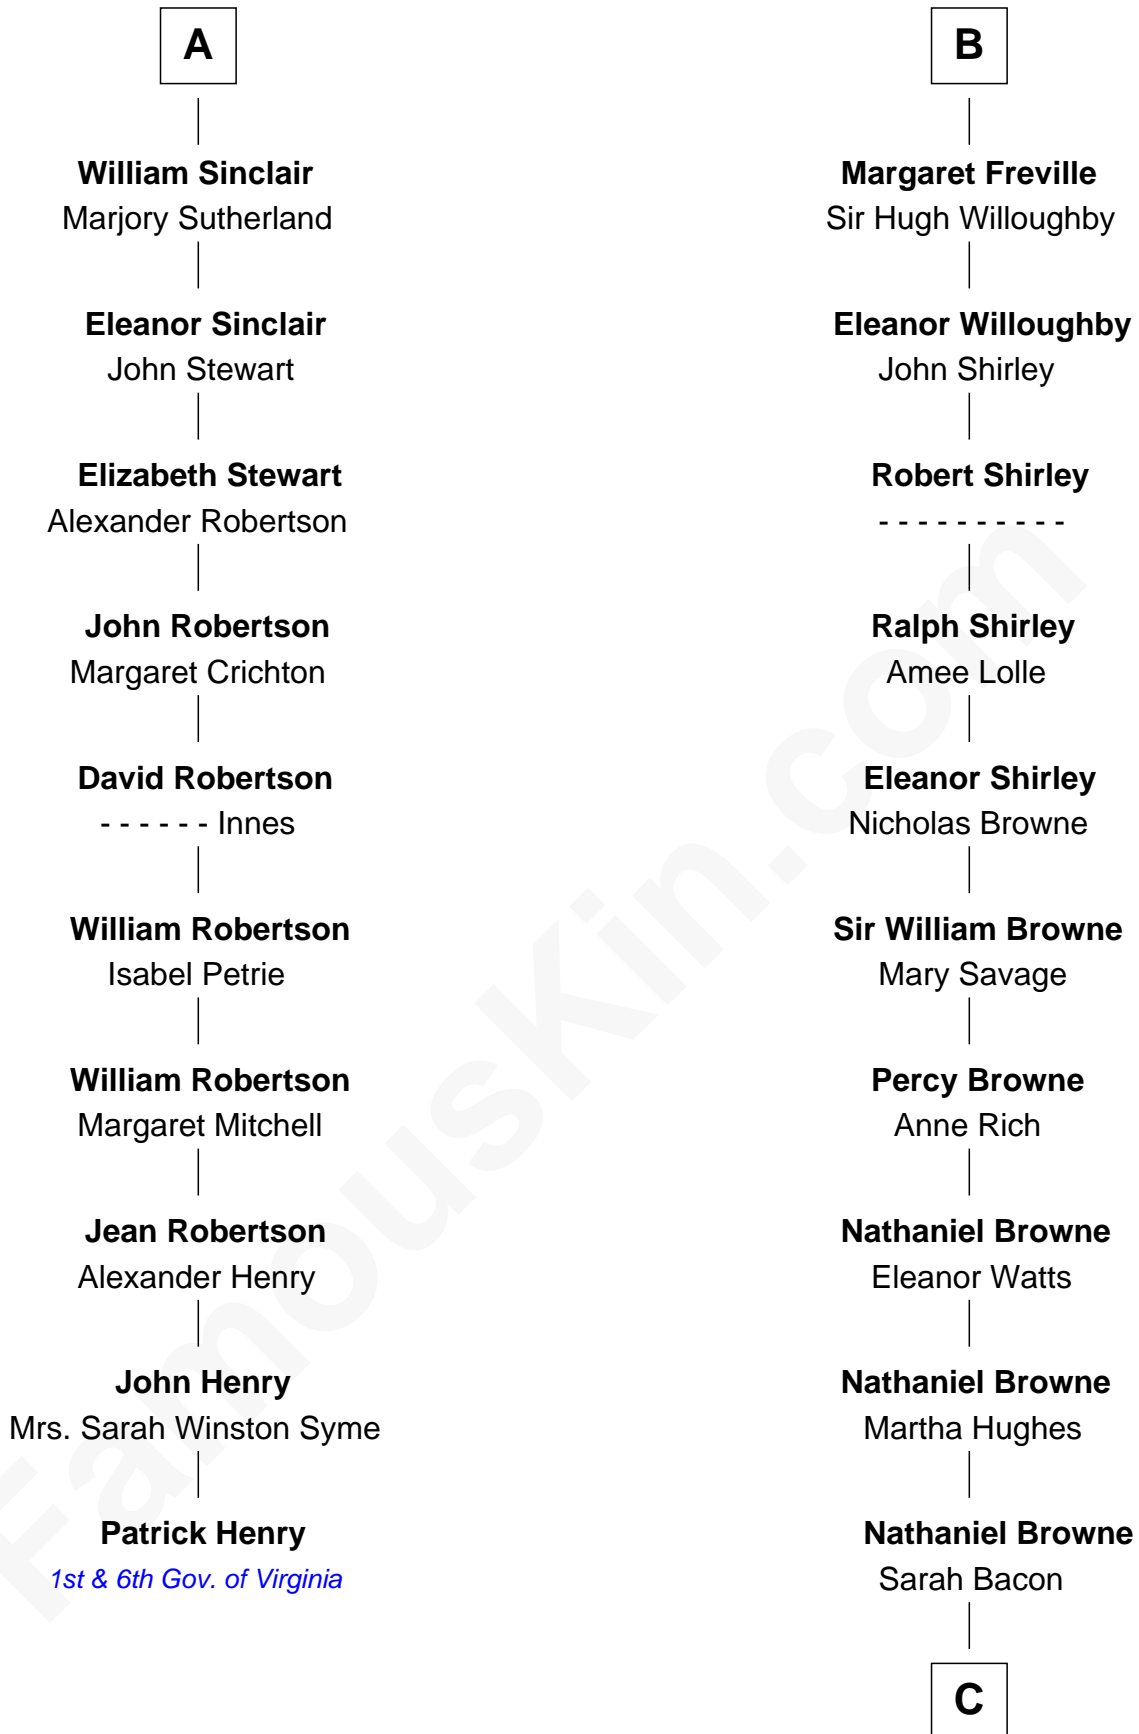 A
William Sinclair
Marjory Sutherland
Eleanor Sinclair
John Stewart
Elizabeth Stewart
Alexander Robertson
John Robertson
Margaret Crichton
David Robertson
- - - - - - Innes
William Robertson
Isabel Petrie
William Robertson
Margaret Mitchell
Jean Robertson
Alexander Henry
John Henry
Mrs. Sarah Winston Syme
Patrick Henry
1st & 6th Gov. of Virginia
B
Margaret Freville
Sir Hugh Willoughby
Eleanor Willoughby
John Shirley
Robert Shirley
- - - - - - - - - -
Ralph Shirley
Amee Lolle
Eleanor Shirley
Nicholas Browne
Sir William Browne
Mary Savage
Percy Browne
Anne Rich
Nathaniel Browne
Eleanor Watts
Nathaniel Browne
Martha Hughes
Nathaniel Browne
Sarah Bacon
C
FamousKin.com